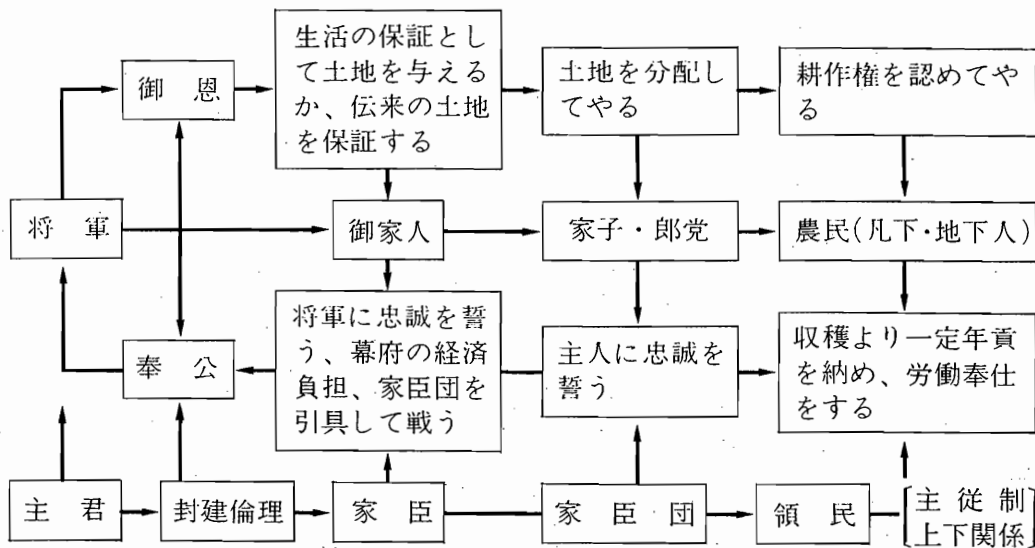 生活の保証とし
て土地を与える
か、伝来の土地
を保証する
土地を分配し
てやる
耕作権を認めてや
る
御恩
将軍
御家人
家子・郎党
農民(凡下・地下人)
奉公
将軍に忠誠を誓
う、幕府の経済
負担、家臣団を
引具して戦う
主人に忠誠を
誓う
収穫より一定年貢
を納め、労働奉仕
をする
主君
封建倫理
家臣
家臣団
領民
主従制
上下関係